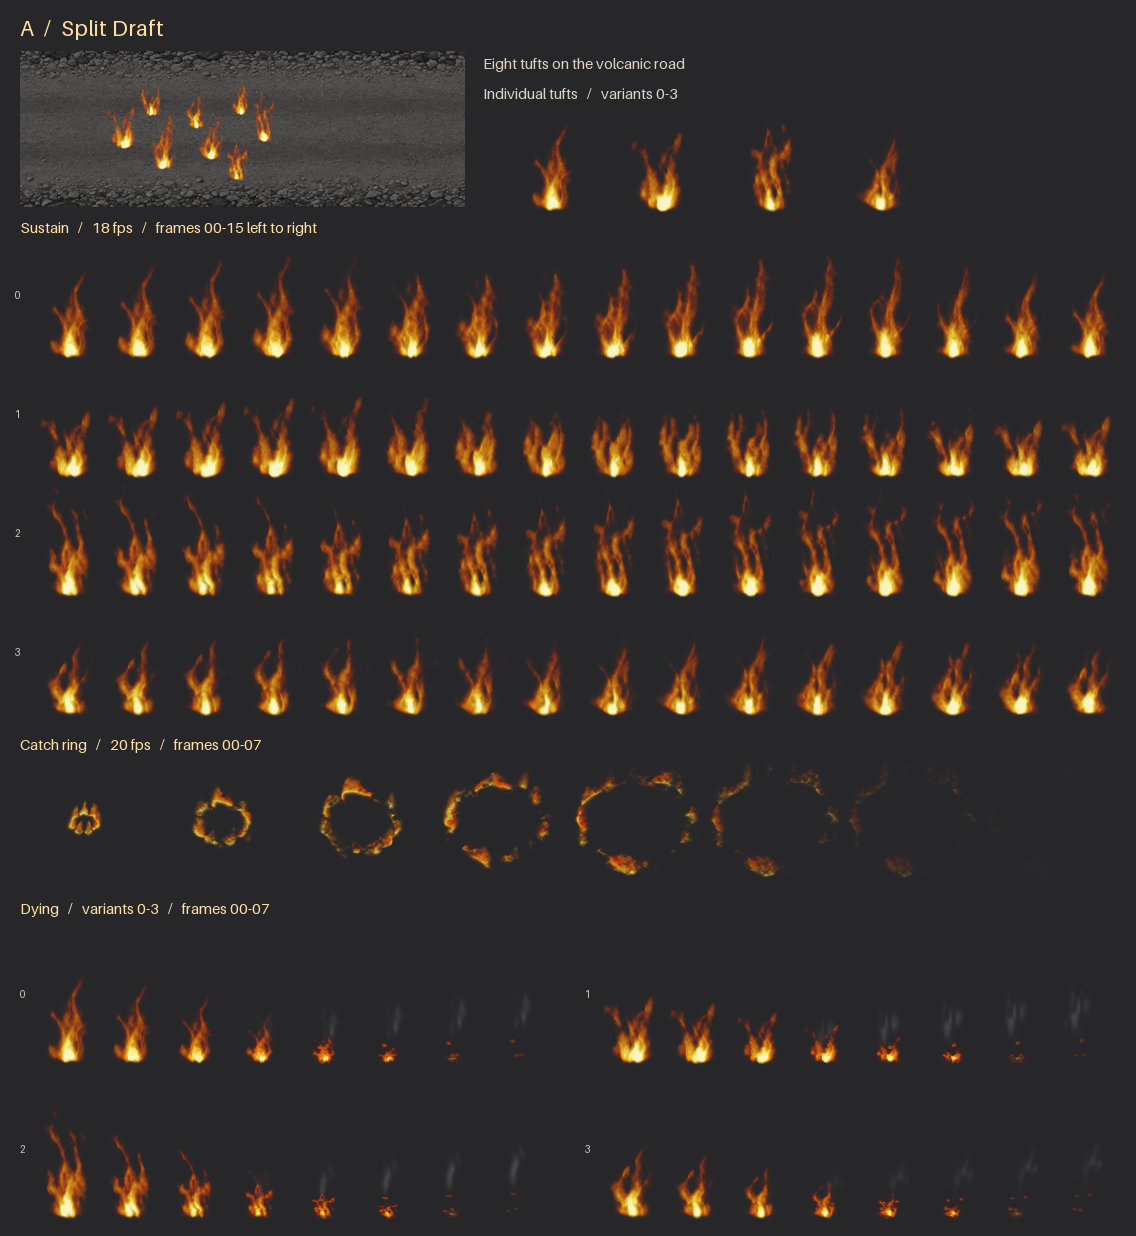 A / Split Draft
Eight tufts on the volcanic road
Individual tufts / variants 0-3
Sustain / 18 fps / frames 00-15 left to right
0
1
2
3
Catch ring / 20 fps / frames 00-07
Dying / variants 0-3 / frames 00-07
0
1
2
3